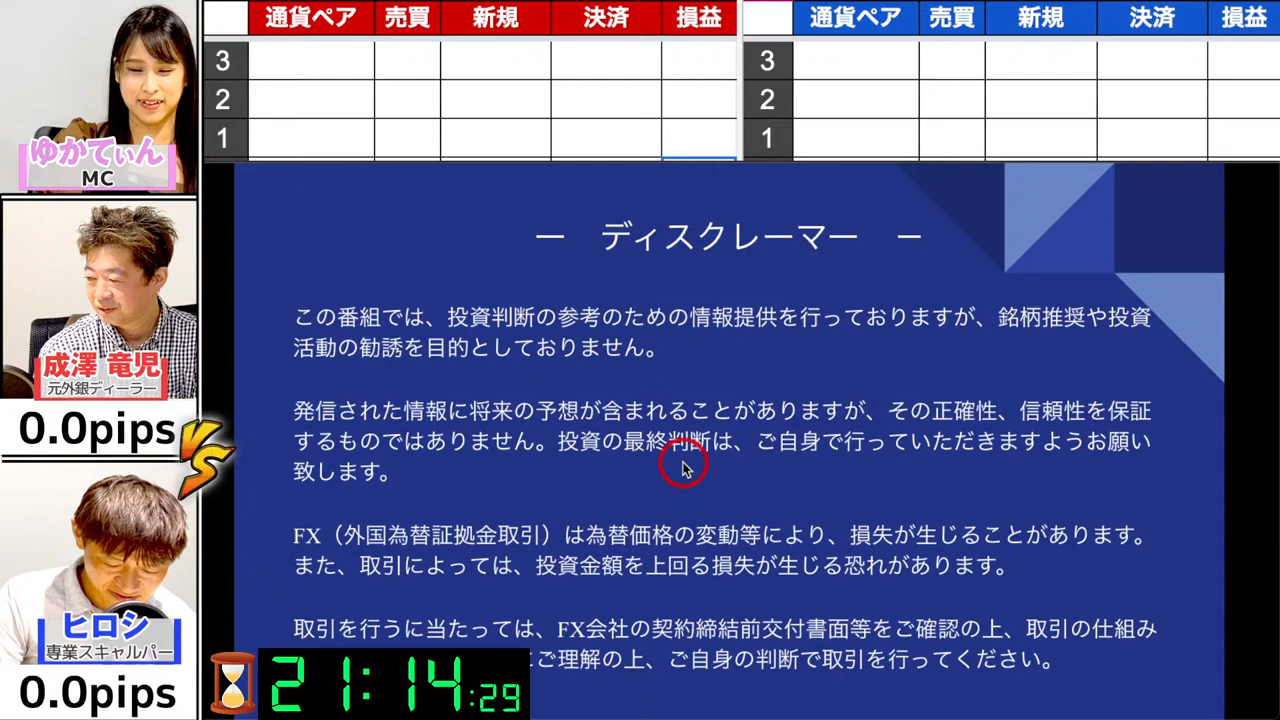 通貨ペア 売買 新規 決済 損益
3
2
1
通貨ペア 売買 新規 決済 損益
3
2
1
ゆかてぃん
MC
成澤 竜児
元外銀ディーラー
0.0pips
VS
ヒロシ
専業スキャルパー
0.0pips
ー ディスクレーマー ー
この番組では、投資判断の参考のための情報提供を行っておりますが、銘柄推奨や投資
活動の勧誘を目的としておりません。
発信された情報に将来の予想が含まれることがありますが、その正確性、信頼性を保証
するものではありません。投資の最終判断は、ご自身で行っていただきますようお願い
致します。
FX（外国為替証拠金取引）は為替価格の変動等により、損失が生じることがあります。
また、取引によっては、投資金額を上回る損失が生じる恐れがあります。
取引を行うに当たっては、FX会社の契約締結前交付書面等をご確認の上、取引の仕組み
にご理解の上、ご自身の判断で取引を行ってください。
21:14:29